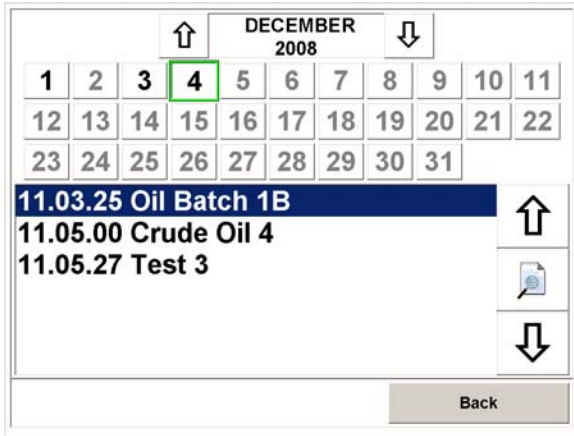 DECEMBER
2008
1 2 3 4 5 6 7 8 9 10 11
12 13 14 15 16 17 18 19 20 21 22
23 24 25 26 27 28 29 30 31
11.03.25 Oil Batch 1B
11.05.00 Crude Oil 4
11.05.27 Test 3
Back